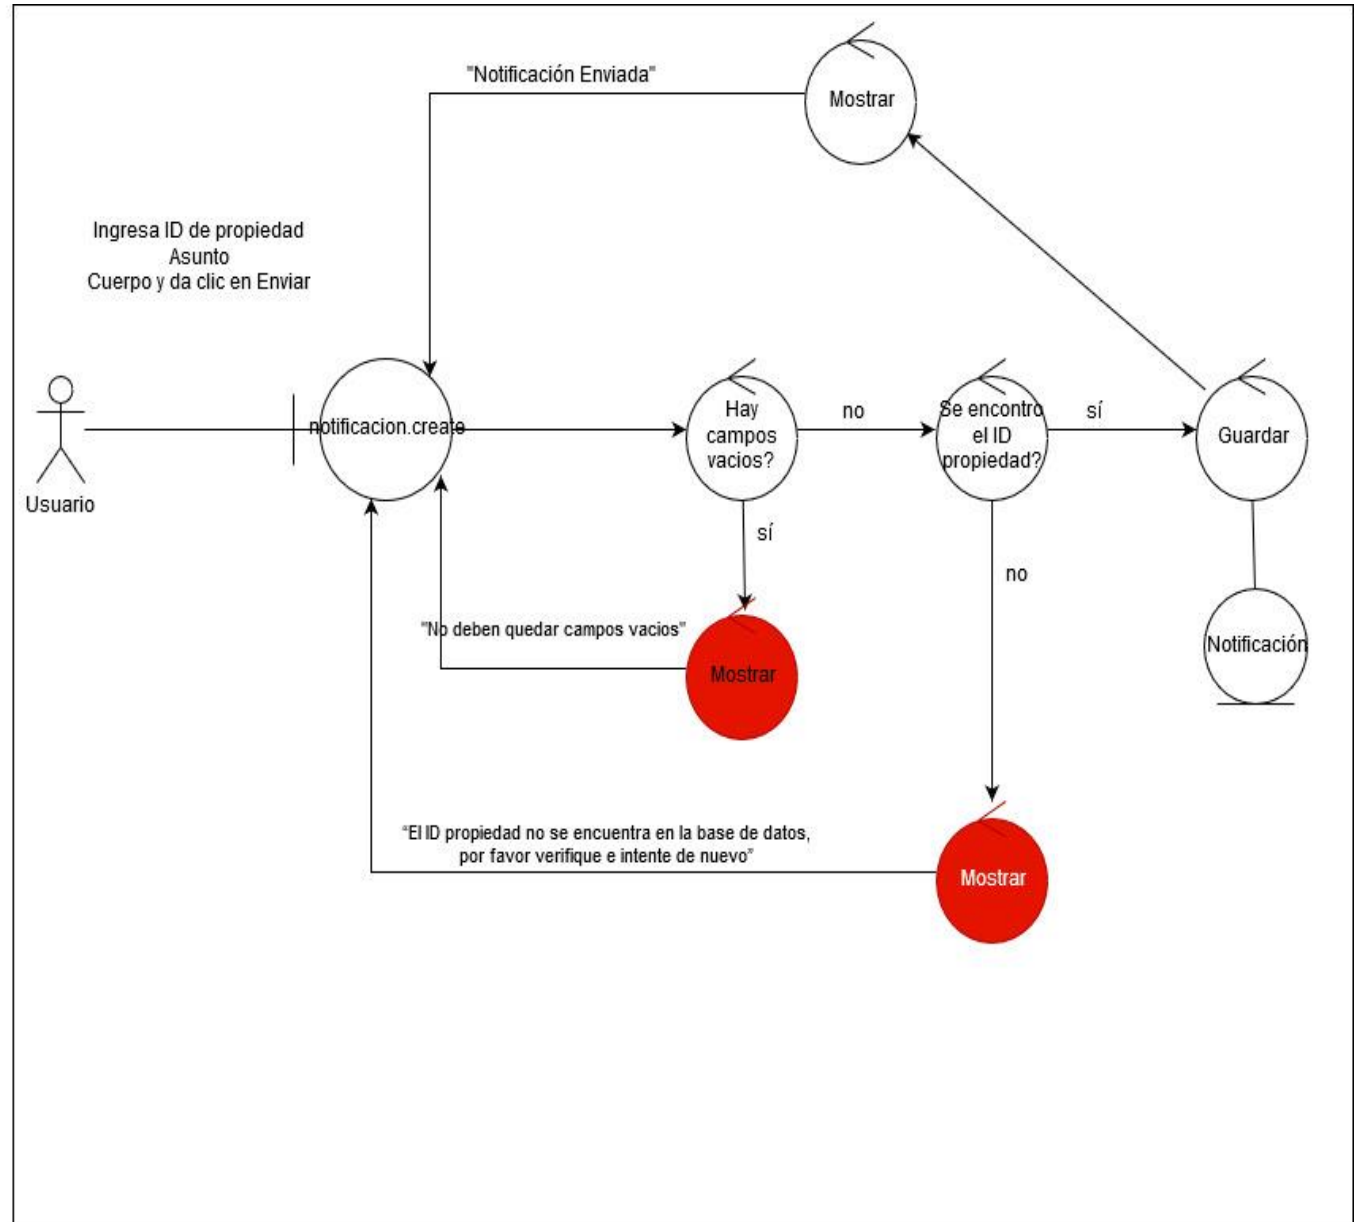 "Notificación Enviada"
Mostrar
Ingresa ID de propiedad
Asunto
Cuerpo y da clic en Enviar
Usuario
notificacion.create
Hay
campos
vacios?
no
Se encontro
el ID
propiedad?
sí
Guardar
sí
no
"No deben quedar campos vacios"
Mostrar
Notificación
“El ID propiedad no se encuentra en la base de datos,
por favor verifique e intente de nuevo”
Mostrar